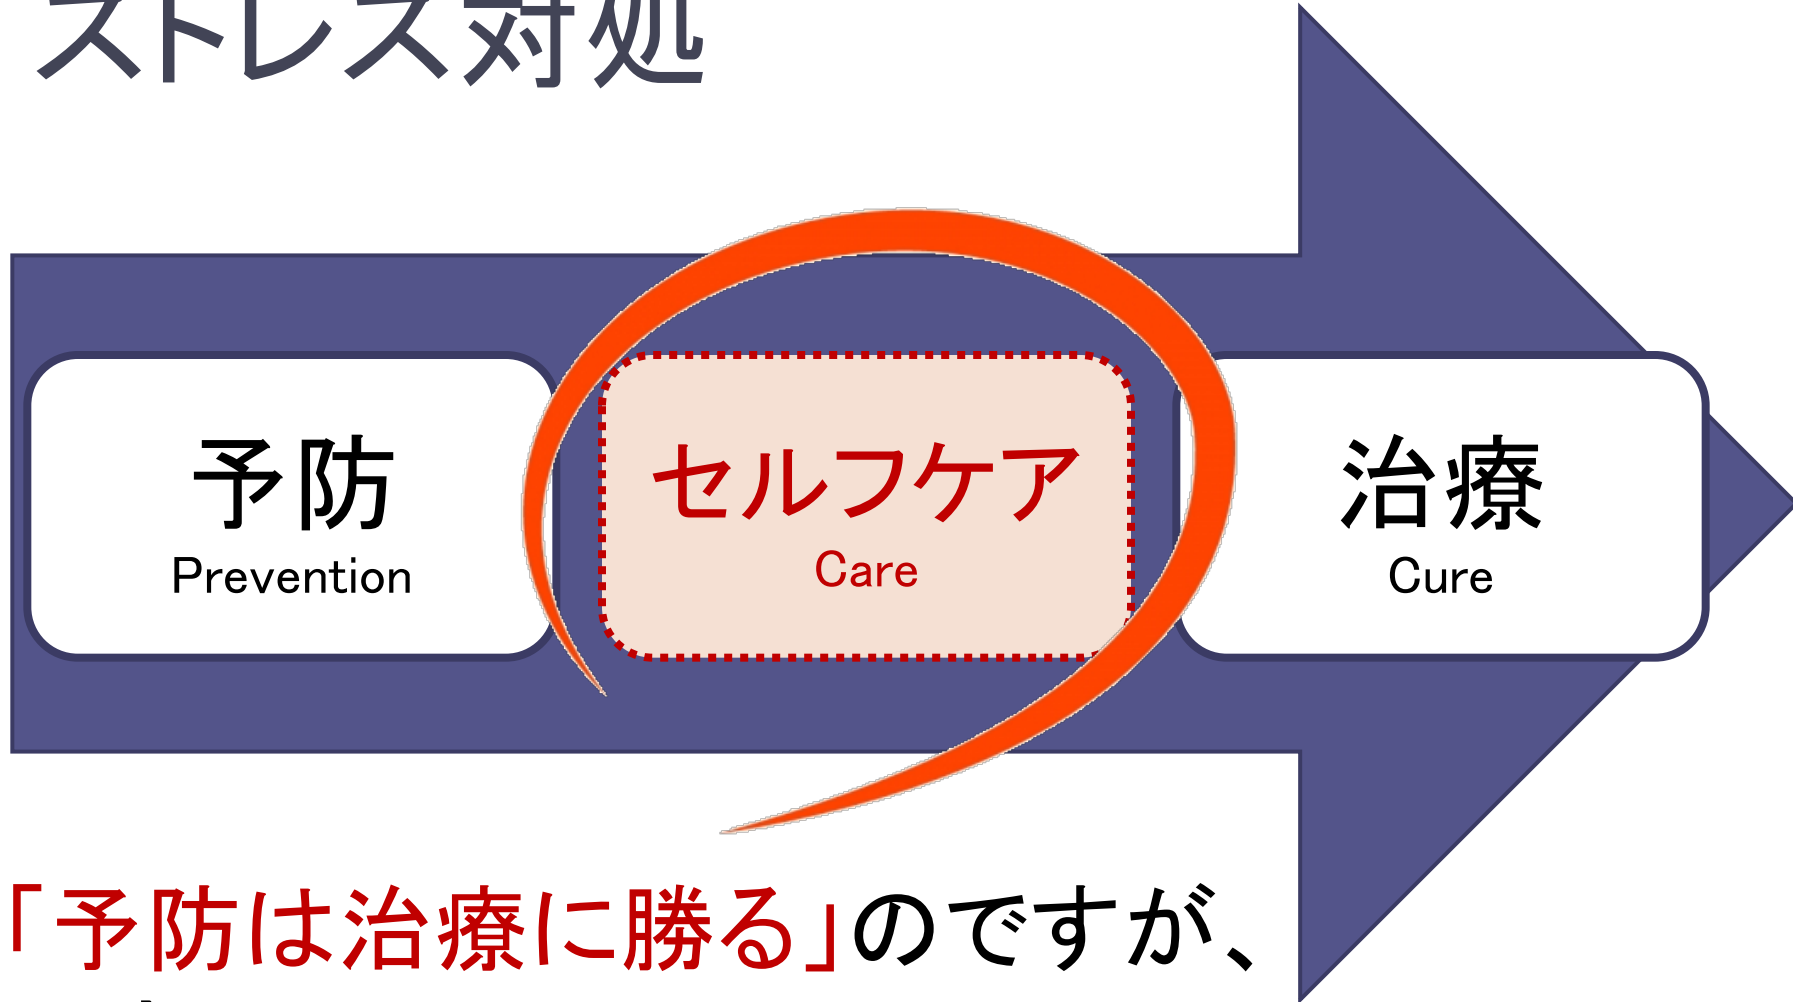 ストレス対処
予防
Prevention
セルフケア
Care
治療
Cure
「予防は治療に勝る」のですが、